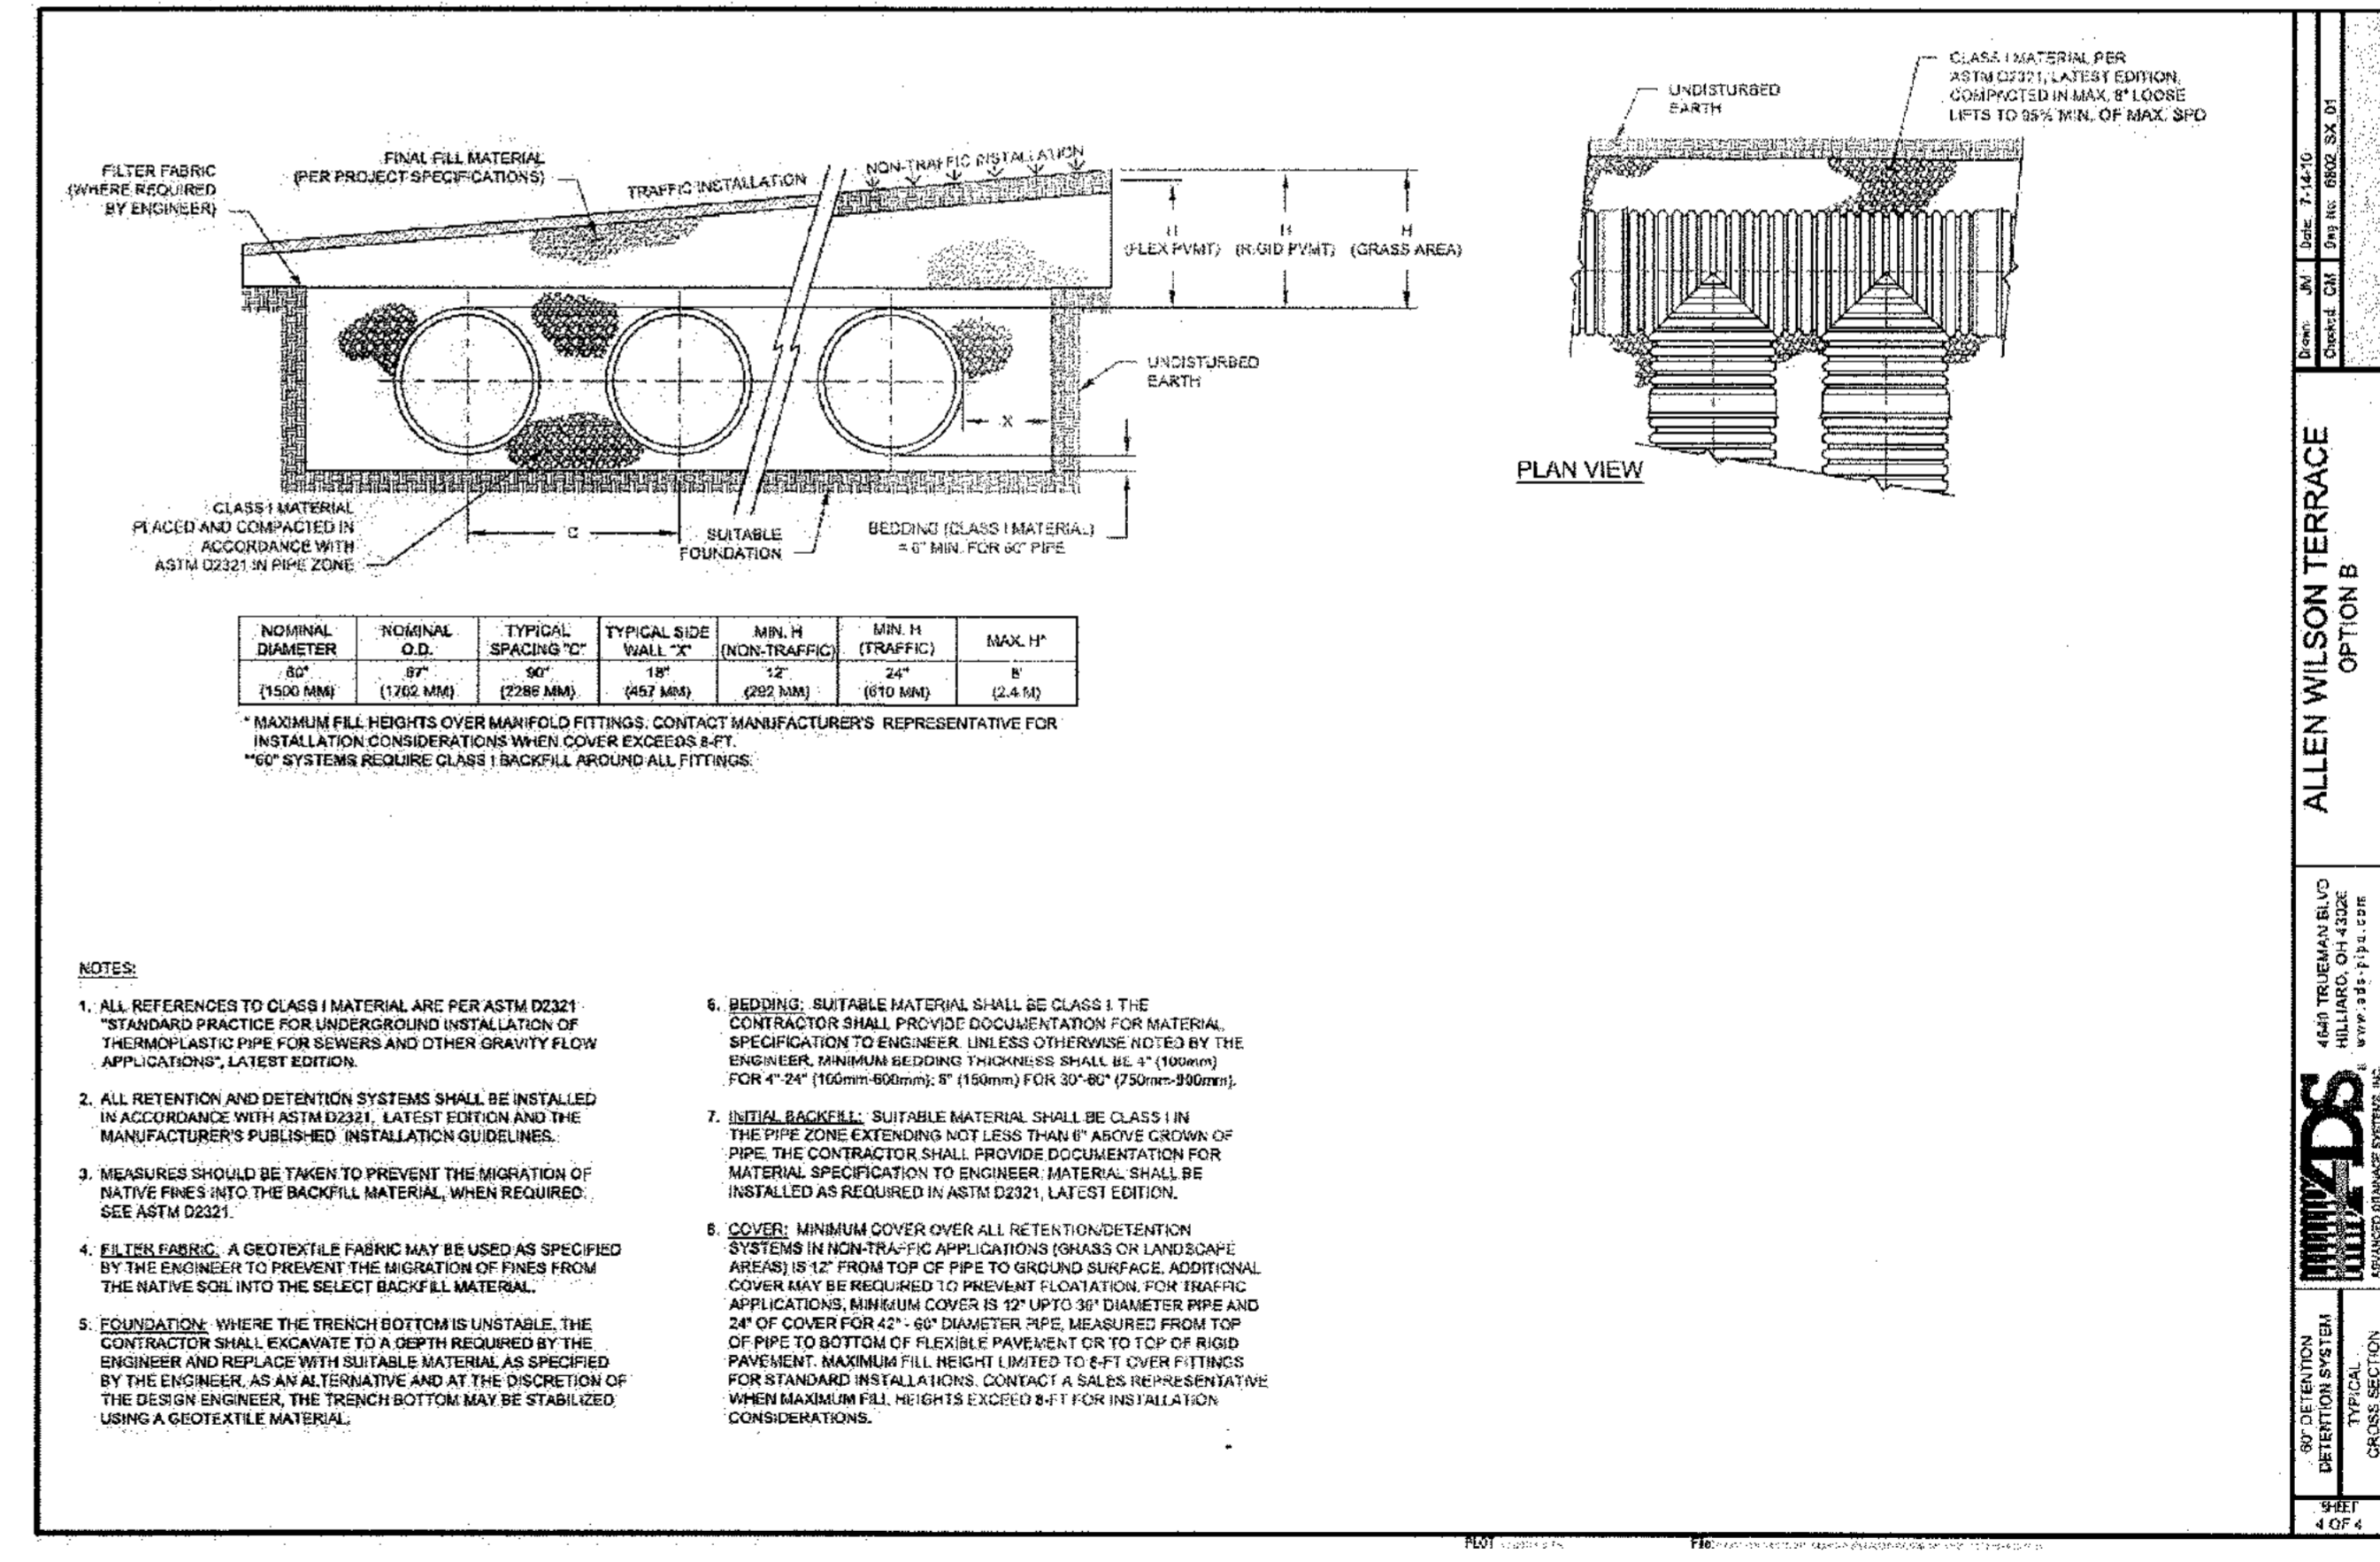 FILTER FABRIC
(WHERE REQUIRED
BY ENGINEER)
FINAL FILL MATERIAL
(PER PROJECT SPECIFICATIONS)
TRAFFIC INSTALLATION
NON-TRAFFIC INSTALLATION
H
(FLEX PVMT)
H
(RIGID PVMT)
H
(GRASS AREA)
UNDISTURBED
EARTH
X
CLASS I MATERIAL
PLACED AND COMPACTED IN
ACCORDANCE WITH
ASTM D2321 IN PIPE ZONE
C
SUITABLE
FOUNDATION
BEDDING (CLASS I MATERIAL)
= 6" MIN. FOR 60" PIPE
UNDISTURBED
EARTH
CLASS I MATERIAL PER
ASTM D2321, LATEST EDITION,
COMPACTED IN MAX. 8" LOOSE
LIFTS TO 95% MIN. OF MAX. SPD
PLAN VIEW
NOMINAL DIAMETER	NOMINAL O.D.	TYPICAL SPACING "C"	TYPICAL SIDE WALL "X"	MIN. H (NON-TRAFFIC)	MIN. H (TRAFFIC)	MAX. H*
60" (1500 MM)	67" (1702 MM)	90" (2286 MM)	18" (457 MM)	12" (292 MM)	24" (610 MM)	8' (2.4 M)
* MAXIMUM FILL HEIGHTS OVER MANIFOLD FITTINGS. CONTACT MANUFACTURER'S REPRESENTATIVE FOR
INSTALLATION CONSIDERATIONS WHEN COVER EXCEEDS 8-FT.
**60" SYSTEMS REQUIRE CLASS I BACKFILL AROUND ALL FITTINGS.
NOTES:
1. ALL REFERENCES TO CLASS I MATERIAL ARE PER ASTM D2321
"STANDARD PRACTICE FOR UNDERGROUND INSTALLATION OF
THERMOPLASTIC PIPE FOR SEWERS AND OTHER GRAVITY FLOW
APPLICATIONS", LATEST EDITION.
2. ALL RETENTION AND DETENTION SYSTEMS SHALL BE INSTALLED
IN ACCORDANCE WITH ASTM D2321, LATEST EDITION AND THE
MANUFACTURER'S PUBLISHED INSTALLATION GUIDELINES.
3. MEASURES SHOULD BE TAKEN TO PREVENT THE MIGRATION OF
NATIVE FINES INTO THE BACKFILL MATERIAL, WHEN REQUIRED.
SEE ASTM D2321.
4. FILTER FABRIC: A GEOTEXTILE FABRIC MAY BE USED AS SPECIFIED
BY THE ENGINEER TO PREVENT THE MIGRATION OF FINES FROM
THE NATIVE SOIL INTO THE SELECT BACKFILL MATERIAL.
5. FOUNDATION: WHERE THE TRENCH BOTTOM IS UNSTABLE, THE
CONTRACTOR SHALL EXCAVATE TO A DEPTH REQUIRED BY THE
ENGINEER AND REPLACE WITH SUITABLE MATERIAL AS SPECIFIED
BY THE ENGINEER. AS AN ALTERNATIVE AND AT THE DISCRETION OF
THE DESIGN ENGINEER, THE TRENCH BOTTOM MAY BE STABILIZED
USING A GEOTEXTILE MATERIAL.
6. BEDDING: SUITABLE MATERIAL SHALL BE CLASS I. THE
CONTRACTOR SHALL PROVIDE DOCUMENTATION FOR MATERIAL
SPECIFICATION TO ENGINEER. UNLESS OTHERWISE NOTED BY THE
ENGINEER, MINIMUM BEDDING THICKNESS SHALL BE 4" (100mm)
FOR 4"-24" (100mm-600mm); 6" (150mm) FOR 30"-60" (750mm-900mm).
7. INITIAL BACKFILL: SUITABLE MATERIAL SHALL BE CLASS I IN
THE PIPE ZONE EXTENDING NOT LESS THAN 6" ABOVE CROWN OF
PIPE. THE CONTRACTOR SHALL PROVIDE DOCUMENTATION FOR
MATERIAL SPECIFICATION TO ENGINEER. MATERIAL SHALL BE
INSTALLED AS REQUIRED IN ASTM D2321, LATEST EDITION.
8. COVER: MINIMUM COVER OVER ALL RETENTION/DETENTION
SYSTEMS IN NON-TRAFFIC APPLICATIONS (GRASS OR LANDSCAPE
AREAS) IS 12" FROM TOP OF PIPE TO GROUND SURFACE. ADDITIONAL
COVER MAY BE REQUIRED TO PREVENT FLOATATION. FOR TRAFFIC
APPLICATIONS, MINIMUM COVER IS 12" UPTO 36" DIAMETER PIPE AND
24" OF COVER FOR 42" - 60" DIAMETER PIPE, MEASURED FROM TOP
OF PIPE TO BOTTOM OF FLEXIBLE PAVEMENT OR TO TOP OF RIGID
PAVEMENT. MAXIMUM FILL HEIGHT LIMITED TO 8-FT OVER FITTINGS
FOR STANDARD INSTALLATIONS. CONTACT A SALES REPRESENTATIVE
WHEN MAXIMUM FILL HEIGHTS EXCEED 8-FT FOR INSTALLATION
CONSIDERATIONS.
Drawn: JM
Date: 7-14-10
Checked: CM
Dwg No: 6802_SX_01
ALLEN WILSON TERRACE
OPTION B
4640 TRUEMAN BLVD
HILLIARD, OH 43026
www.ads-pipe.com
ADS
ADVANCED DRAINAGE SYSTEMS, INC.
60" DETENTION
DETENTION SYSTEM
TYPICAL
CROSS SECTION
SHEET
4 OF 4
PLOT
File: